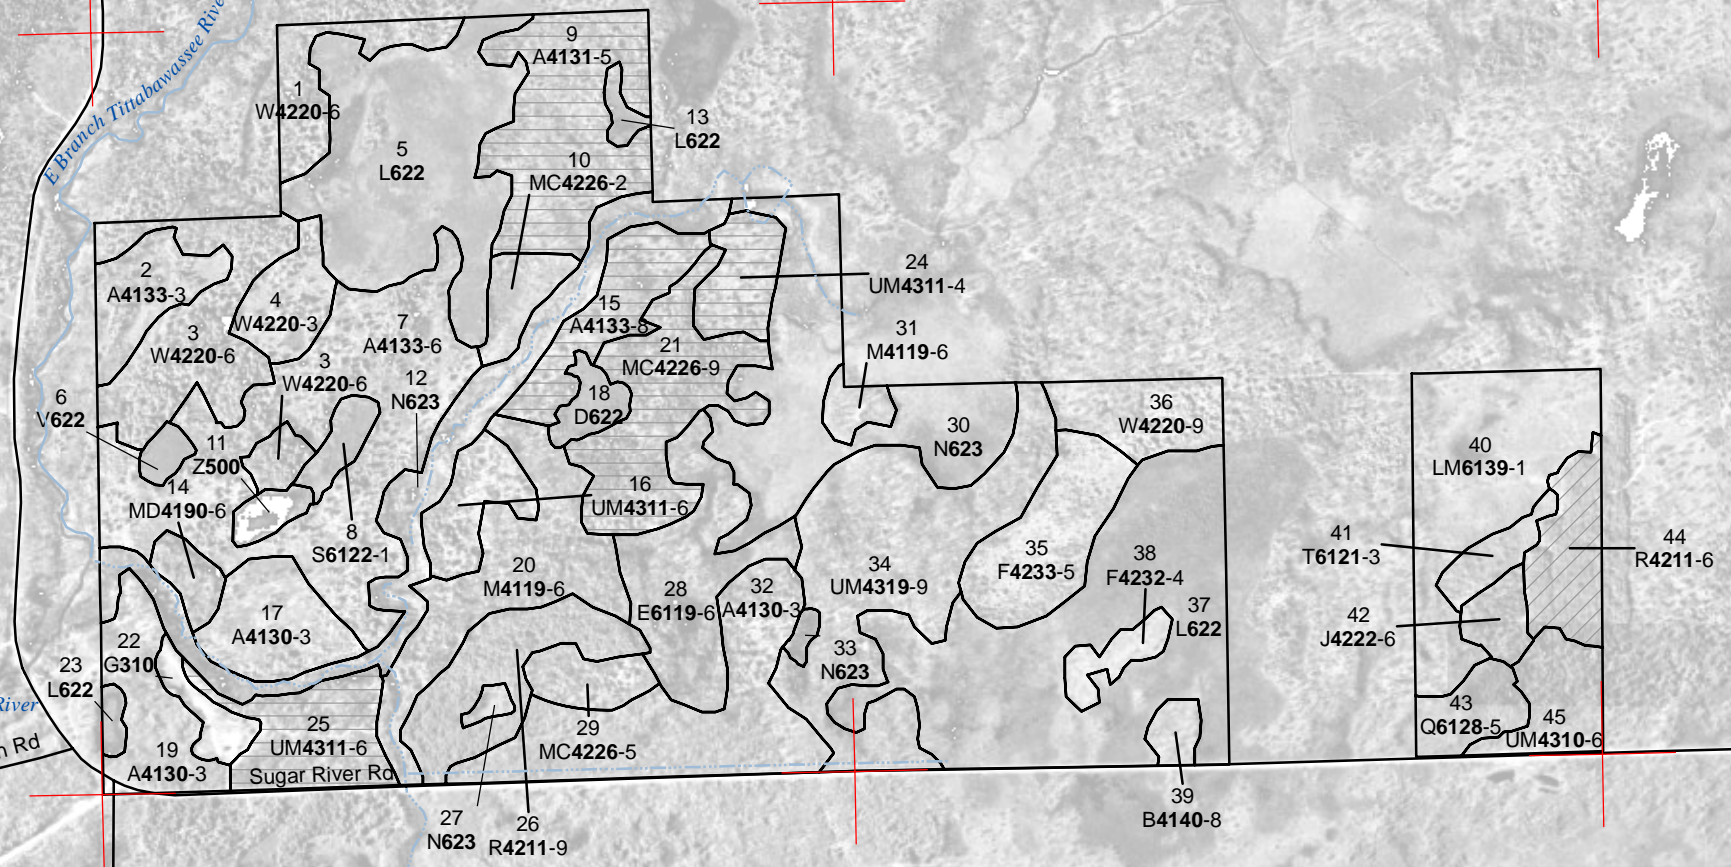 E Branch Tittabawassee Rive
1
W4220-6
9
A4131-5
13
L622
5
L622
10
MC4226-2
2
A4133-3
4
W4220-3
3
W4220-6
7
A4133-6
3
W4220-6
12
N623
15
A4133-8
24
UM4311-4
21
MC4226-9
31
M4119-6
18
D622
6
V622
11
Z500
14
MD4190-6
8
S6122-1
16
UM4311-6
30
N623
36
W4220-9
40
LM6139-1
41
T6121-3
44
R4211-6
42
J4222-6
20
M4119-6
28
E6119-6
32
A4130-3
34
UM4319-9
35
F4233-5
38
F4232-4
37
L622
17
A4130-3
22
G310
23
L622
33
N623
River
n Rd
19
A4130-3
25
UM4311-6
Sugar River Rd
29
MC4226-5
43
Q6128-5
45
UM4310-6
27
N623
26
R4211-9
39
B4140-8